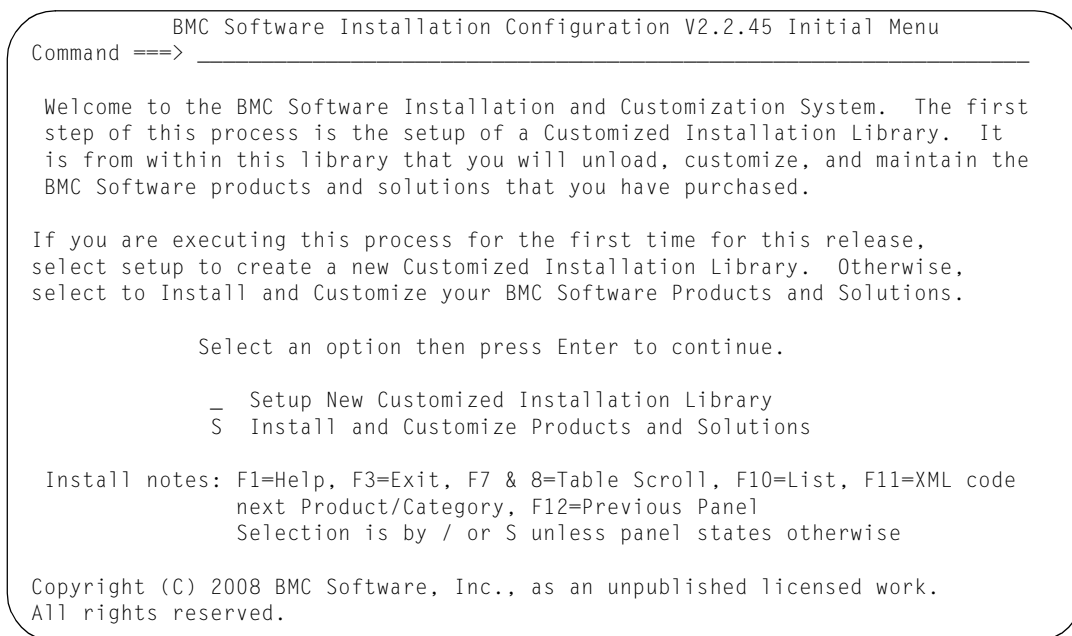 BMC Software Installation Configuration V2.2.45 Initial Menu
Command ===> ________________________________________________________________
Welcome to the BMC Software Installation and Customization System. The first
step of this process is the setup of a Customized Installation Library. It
is from within this library that you will unload, customize, and maintain the
BMC Software products and solutions that you have purchased.
If you are executing this process for the first time for this release,
select setup to create a new Customized Installation Library. Otherwise,
select to Install and Customize your BMC Software Products and Solutions.
Select an option then press Enter to continue.
_ Setup New Customized Installation Library
S Install and Customize Products and Solutions
Install notes: F1=Help, F3=Exit, F7 & 8=Table Scroll, F10=List, F11=XML code
next Product/Category, F12=Previous Panel
Selection is by / or S unless panel states otherwise
Copyright (C) 2008 BMC Software, Inc., as an unpublished licensed work.
All rights reserved.